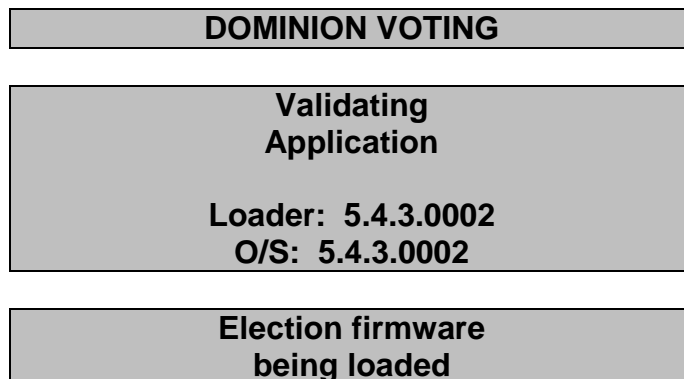 DOMINION VOTING
Validating
Application
Loader: 5.4.3.0002
O/S: 5.4.3.0002
Election firmware
being loaded